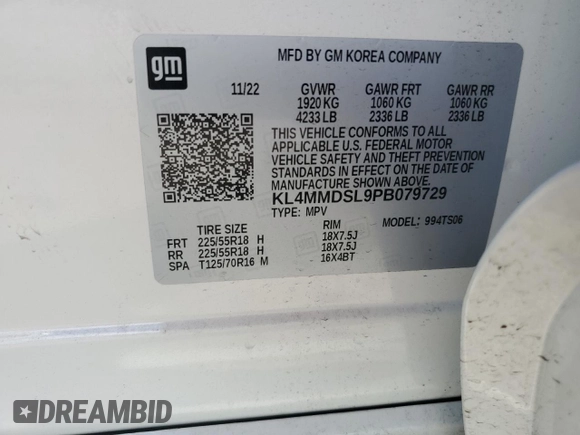 gm
MFD BY GM KOREA COMPANY
11/22 GVWR GAWR FRT GAWR RR
1920 KG 1060 KG 1060 KG
4233 LB 2336 LB 2336 LB
THIS VEHICLE CONFORMS TO ALL
APPLICABLE U.S. FEDERAL MOTOR
VEHICLE SAFETY AND THEFT PREVENTION
STANDARDS IN EFFECT ON THE DATE OF
MANUFACTURE SHOWN ABOVE.
KL4MMDSL9PB079729
TYPE: MPV MODEL: 994TS06
TIRE SIZE RIM
FRT 225/55R18 H 18X7.5J
RR 225/55R18 H 18X7.5J
SPA T125/70R16 M 16X4BT
DREAMBID